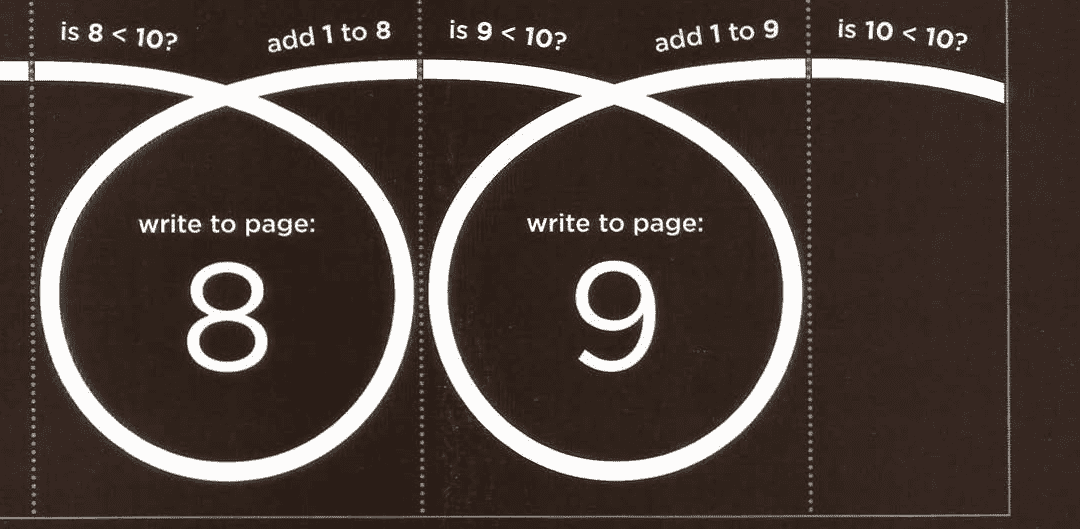 is 8 < 10?
add 1 to 8
is 9 < 10?
add 1 to 9
is 10 < 10?
write to page:
8
write to page:
9